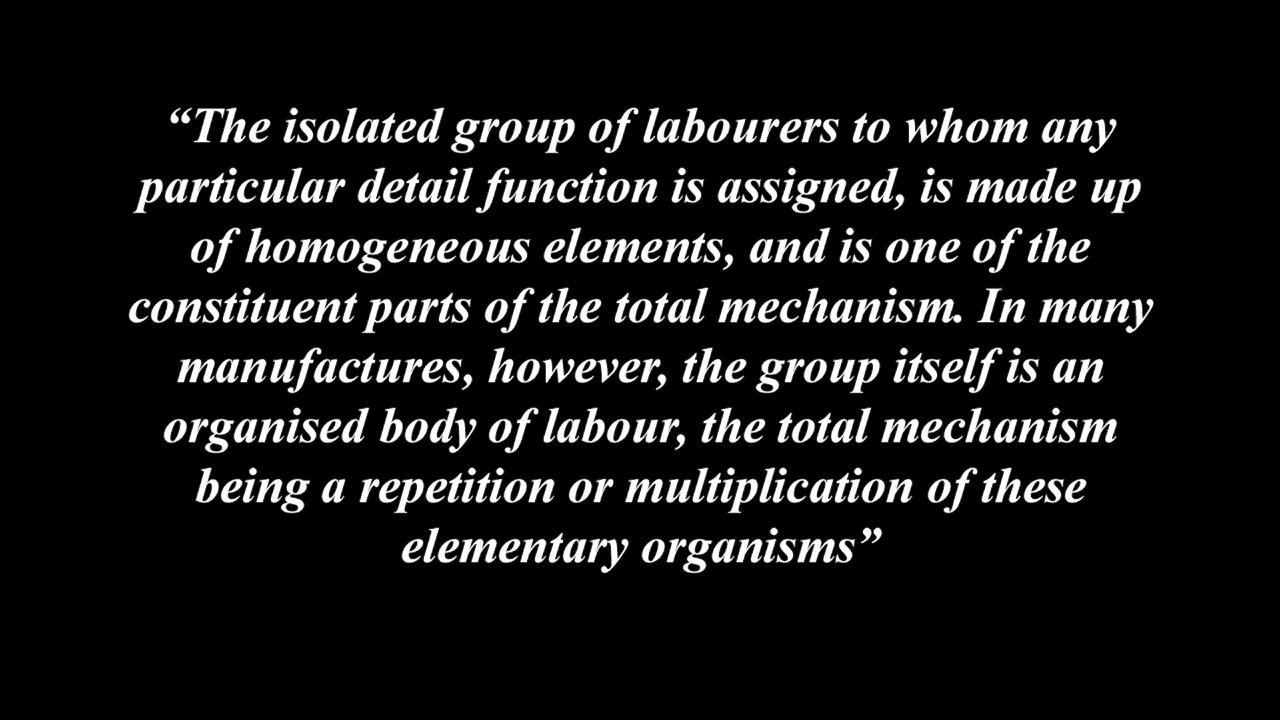 “The isolated group of labourers to whom any
particular detail function is assigned, is made up
of homogeneous elements, and is one of the
constituent parts of the total mechanism. In many
manufactures, however, the group itself is an
organised body of labour, the total mechanism
being a repetition or multiplication of these
elementary organisms”